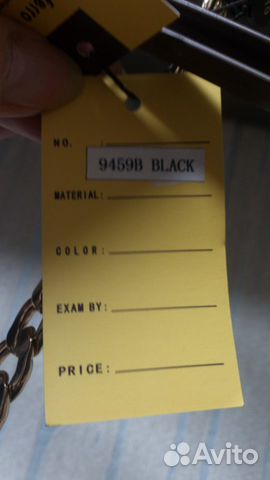 NO. :
9459B BLACK
MATERIAL:
COLOR:
EXAM BY:
PRICE:
Avito